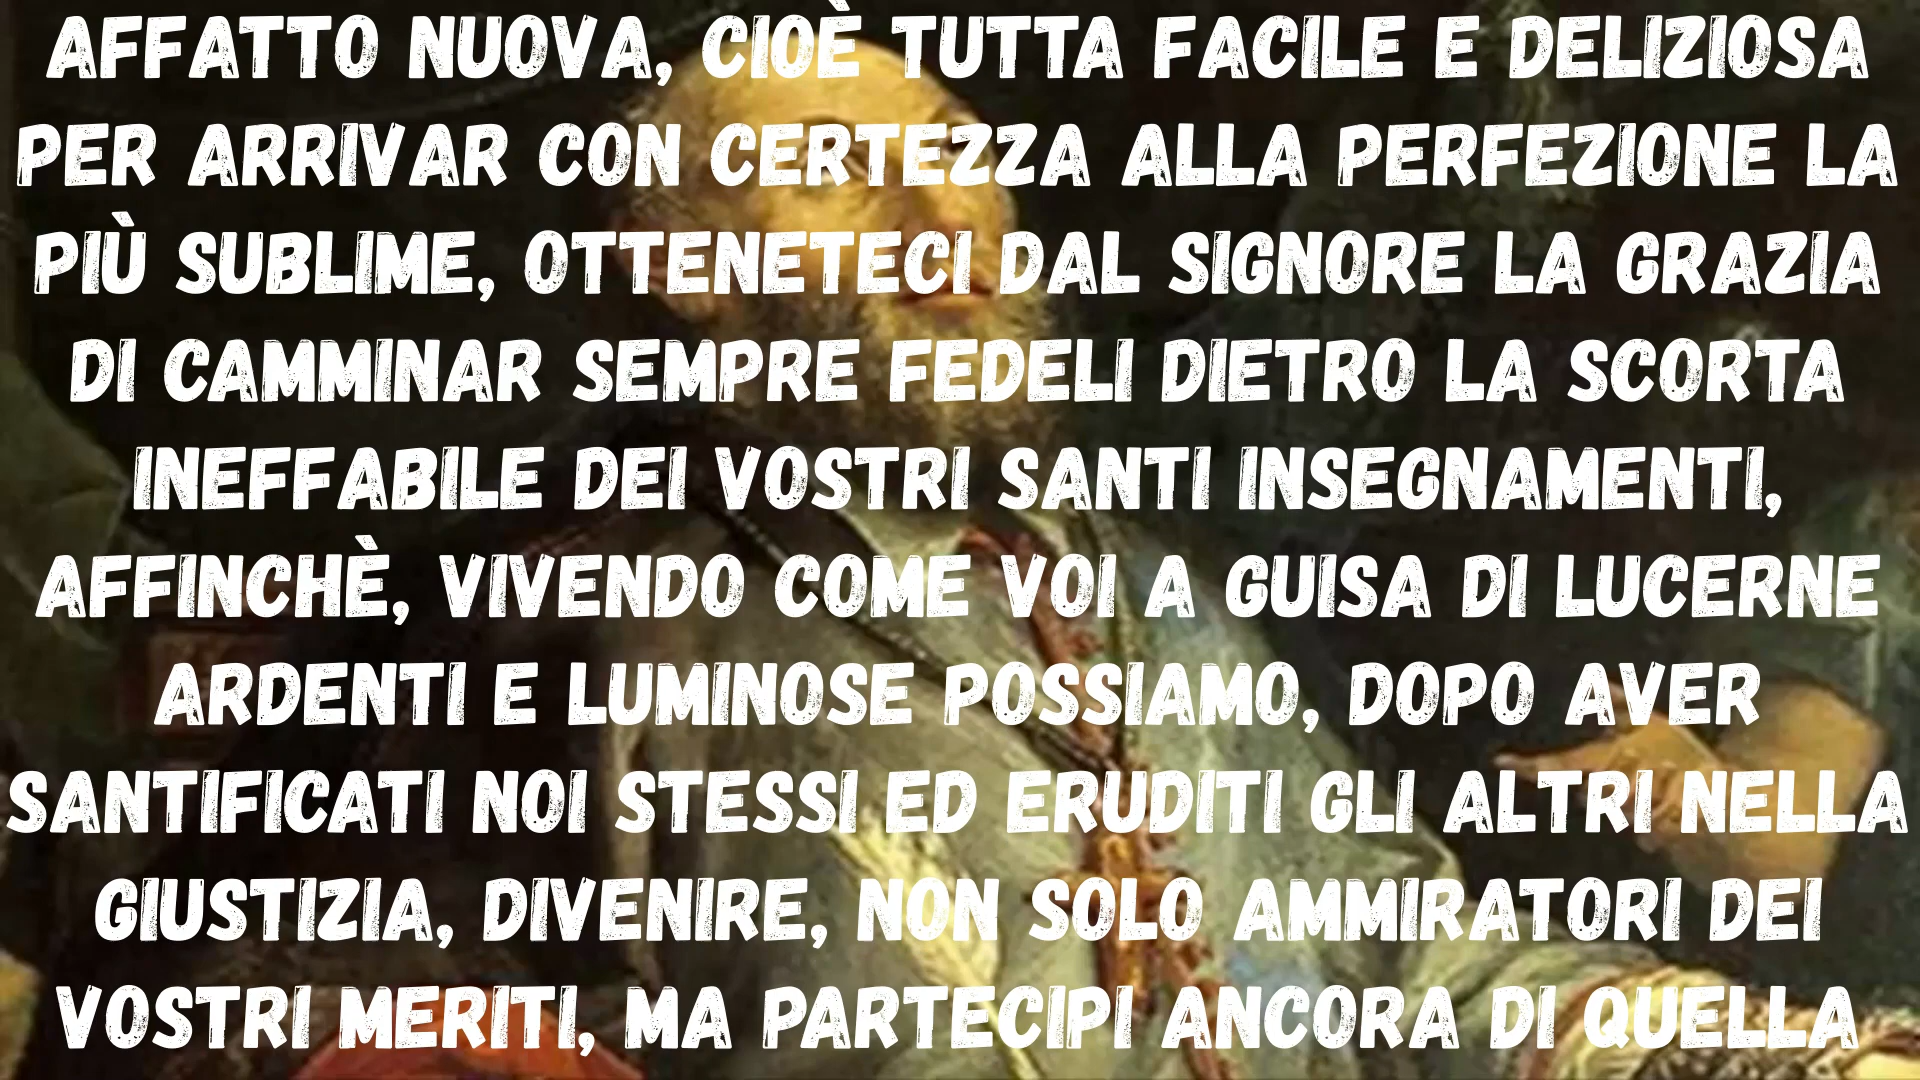 AFFATTO NUOVA, CIOÈ TUTTA FACILE E DELIZIOSA
PER ARRIVAR CON CERTEZZA ALLA PERFEZIONE LA
PIÙ SUBLIME, OTTENETECI DAL SIGNORE LA GRAZIA
DI CAMMINAR SEMPRE FEDELI DIETRO LA SCORTA
INEFFABILE DEI VOSTRI SANTI INSEGNAMENTI,
AFFINCHÈ, VIVENDO COME VOI A GUISA DI LUCERNE
ARDENTI E LUMINOSE POSSIAMO, DOPO AVER
SANTIFICATI NOI STESSI ED ERUDITI GLI ALTRI NELLA
GIUSTIZIA, DIVENIRE, NON SOLO AMMIRATORI DEI
VOSTRI MERITI, MA PARTECIPI ANCORA DI QUELLA